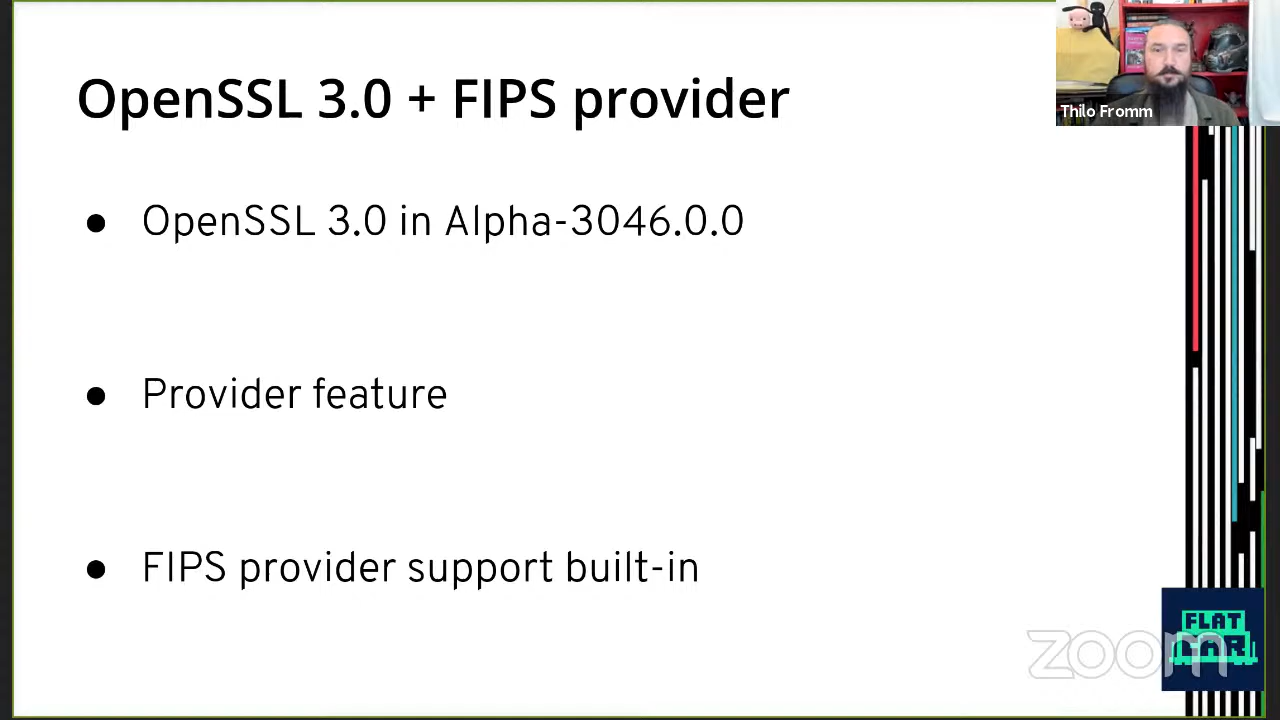 OpenSSL 3.0 + FIPS provider
Thilo Fromm
● OpenSSL 3.0 in Alpha-3046.0.0
● Provider feature
● FIPS provider support built-in
FLAT
CAR
zoom